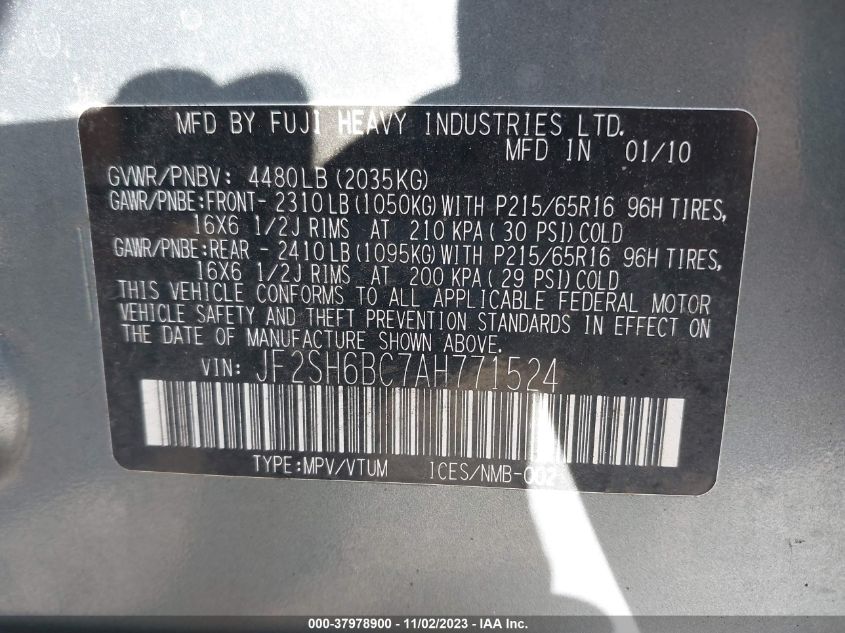 MFD BY FUJI HEAVY INDUSTRIES LTD.
MFD IN 01/10
GVWR/PNBV: 4480LB(2035KG)
GAWR/PNBE:FRONT- 2310LB(1050KG)WITH P215/65R16 96H TIRES,
16X6 1/2J RIMS AT 210 KPA( 30 PSI)COLD
GAWR/PNBE:REAR - 2410LB(1095KG)WITH P215/65R16 96H TIRES,
16X6 1/2J RIMS AT 200 KPA( 29 PSI)COLD
THIS VEHICLE CONFORMS TO ALL APPLICABLE FEDERAL MOTOR
VEHICLE SAFETY AND THEFT PREVENTION STANDARDS IN EFFECT ON
THE DATE OF MANUFACTURE SHOWN ABOVE.
VIN: JF2SH6BC7AH771524
TYPE:MPV/VTUM ICES/NMB-002
000-37978900 - 11/02/2023 - IAA Inc.